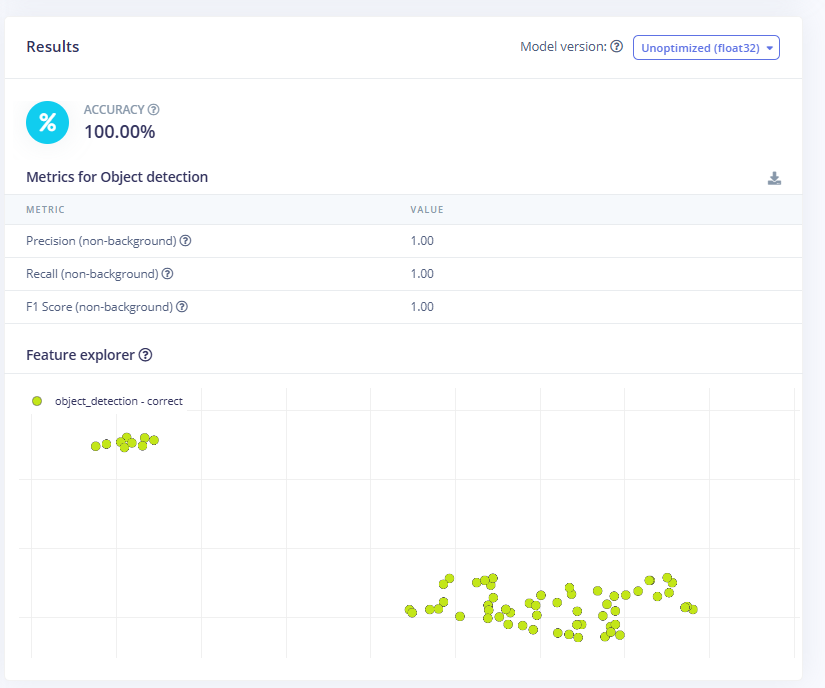 Results
Model version: Unoptimized (float32)
%
ACCURACY
100.00%
Metrics for Object detection
METRIC VALUE
Precision (non-background) 1.00
Recall (non-background) 1.00
F1 Score (non-background) 1.00
Feature explorer
object_detection - correct